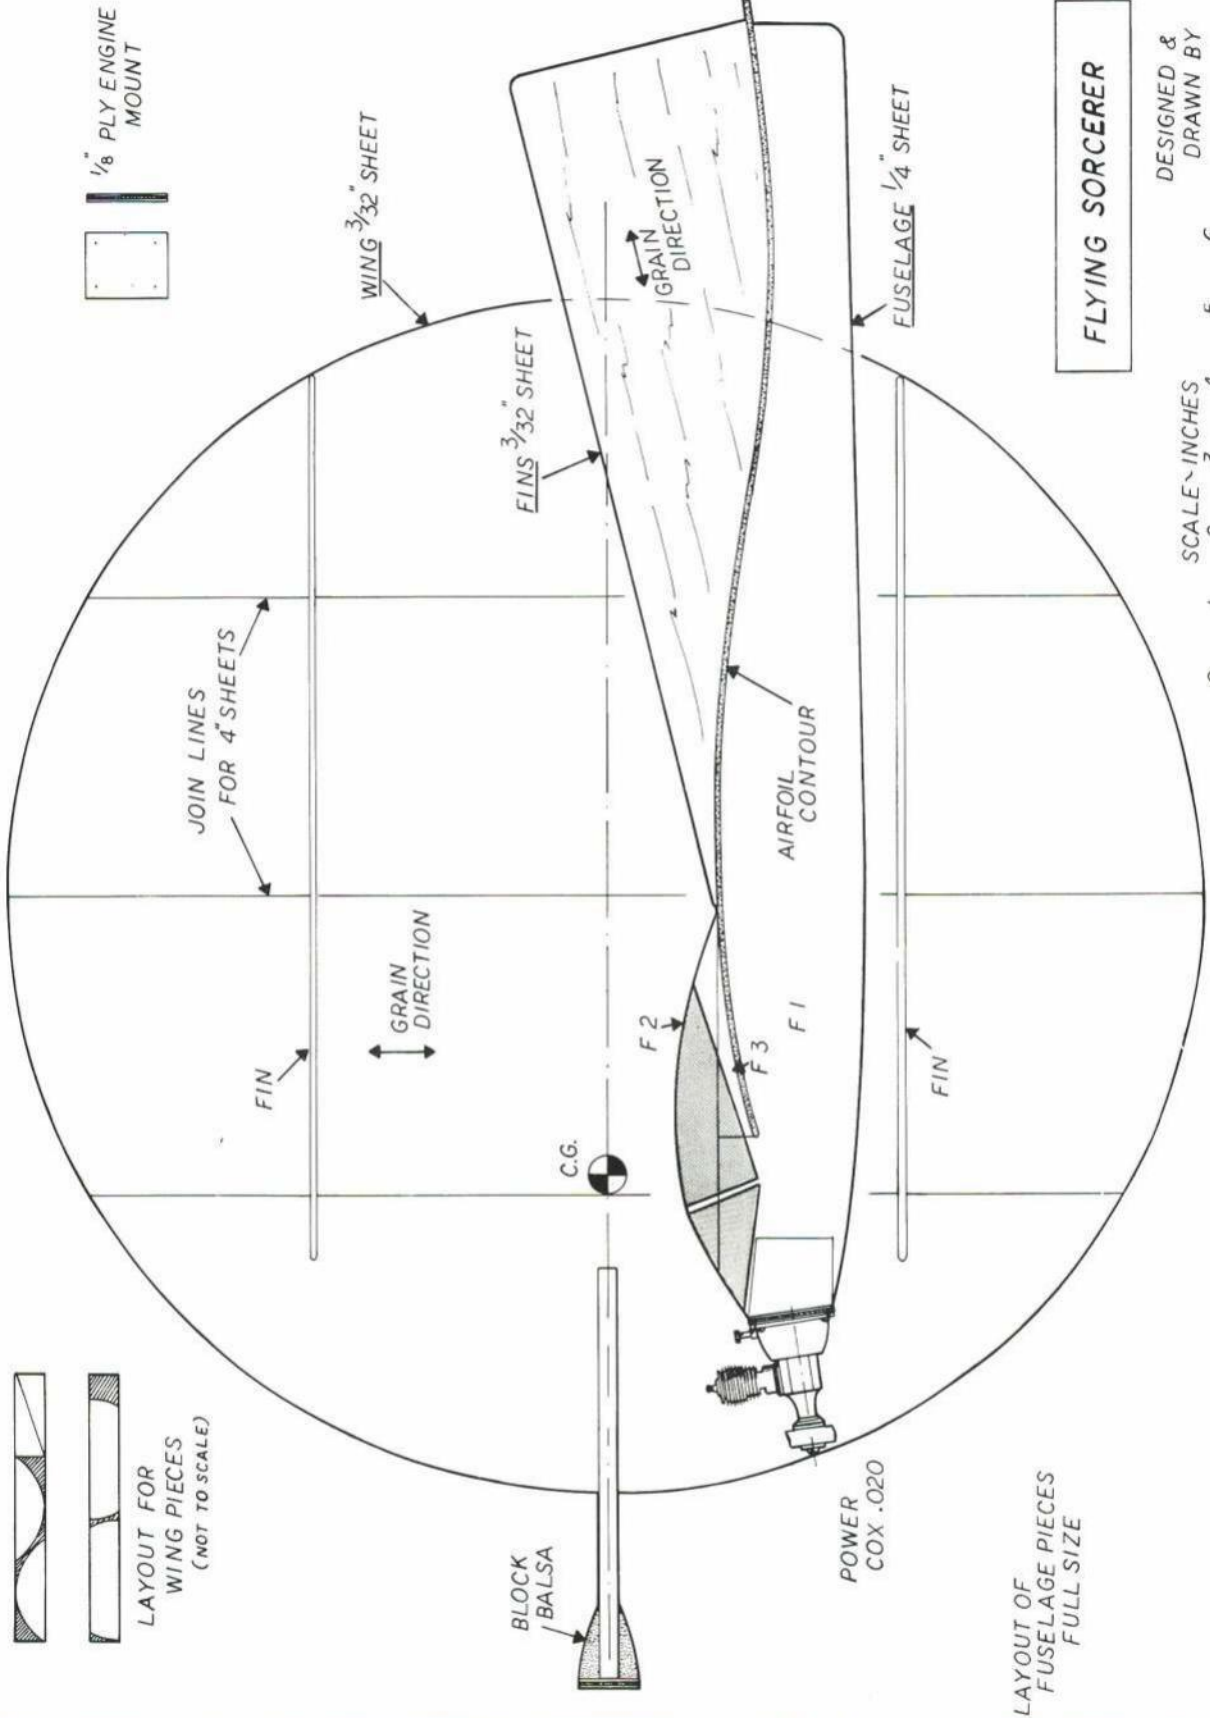 LAYOUT FOR
WING PIECES
(NOT TO SCALE)
1/8" PLY ENGINE
MOUNT
WING 3/32" SHEET
JOIN LINES
FOR 4" SHEETS
FIN
GRAIN
DIRECTION
FINS 3/32" SHEET
GRAIN
DIRECTION
BLOCK
BALSA
C.G.
F 2
F 3
F 1
AIRFOIL
CONTOUR
FUSELAGE 1/4" SHEET
POWER
COX .020
FIN
LAYOUT OF
FUSELAGE PIECES
FULL SIZE
FLYING SORCERER
SCALE~INCHES
DESIGNED &
DRAWN BY